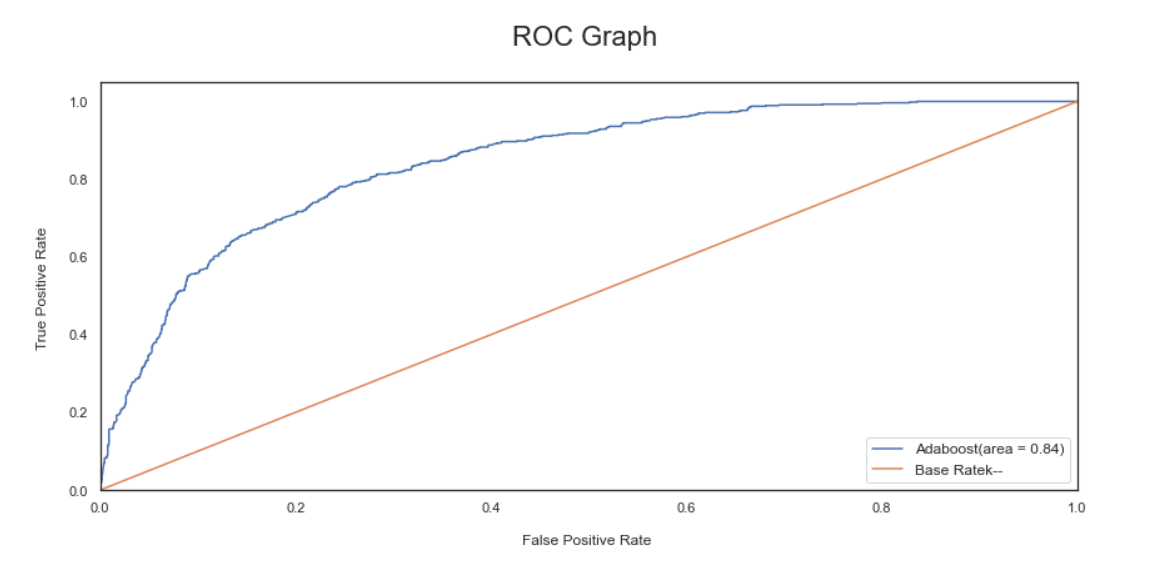 ROC Graph
1.0
0.8
0.6
0.4
0.2
0.0
True Positive Rate
Adaboost(area = 0.84)
Base Ratek--
0.0 0.2 0.4 0.6 0.8 1.0
False Positive Rate